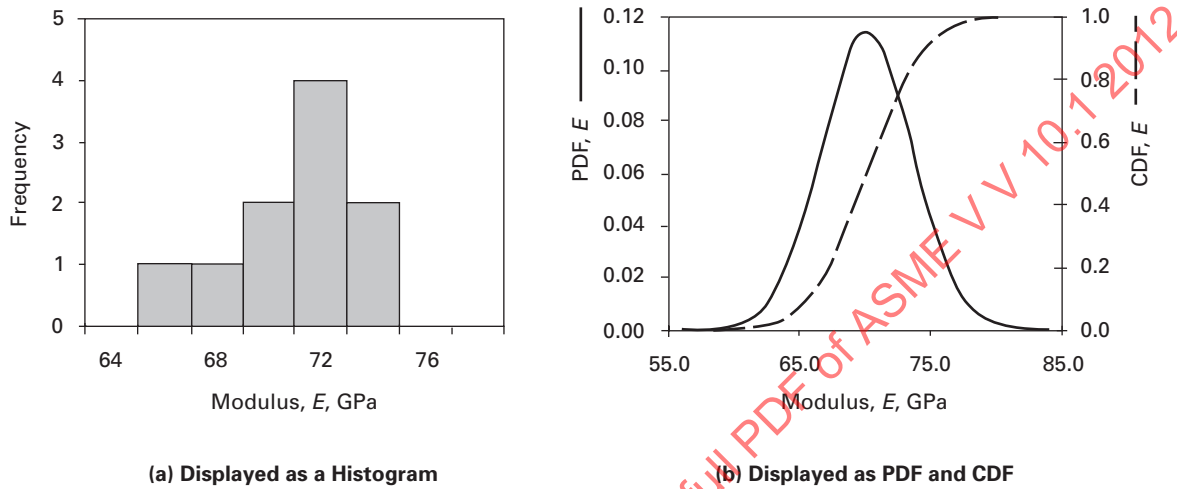 5
4
3
2
1
0
Frequency
64 68 72 76
Modulus, E, GPa
(a) Displayed as a Histogram
0.12
0.10
0.08
0.06
0.04
0.02
0.00
PDF, E
1.0
0.8
0.6
0.4
0.2
0.0
CDF, E
55.0 65.0 75.0 85.0
Modulus, E, GPa
(b) Displayed as PDF and CDF
full PDF of ASME V V 10.1 2012